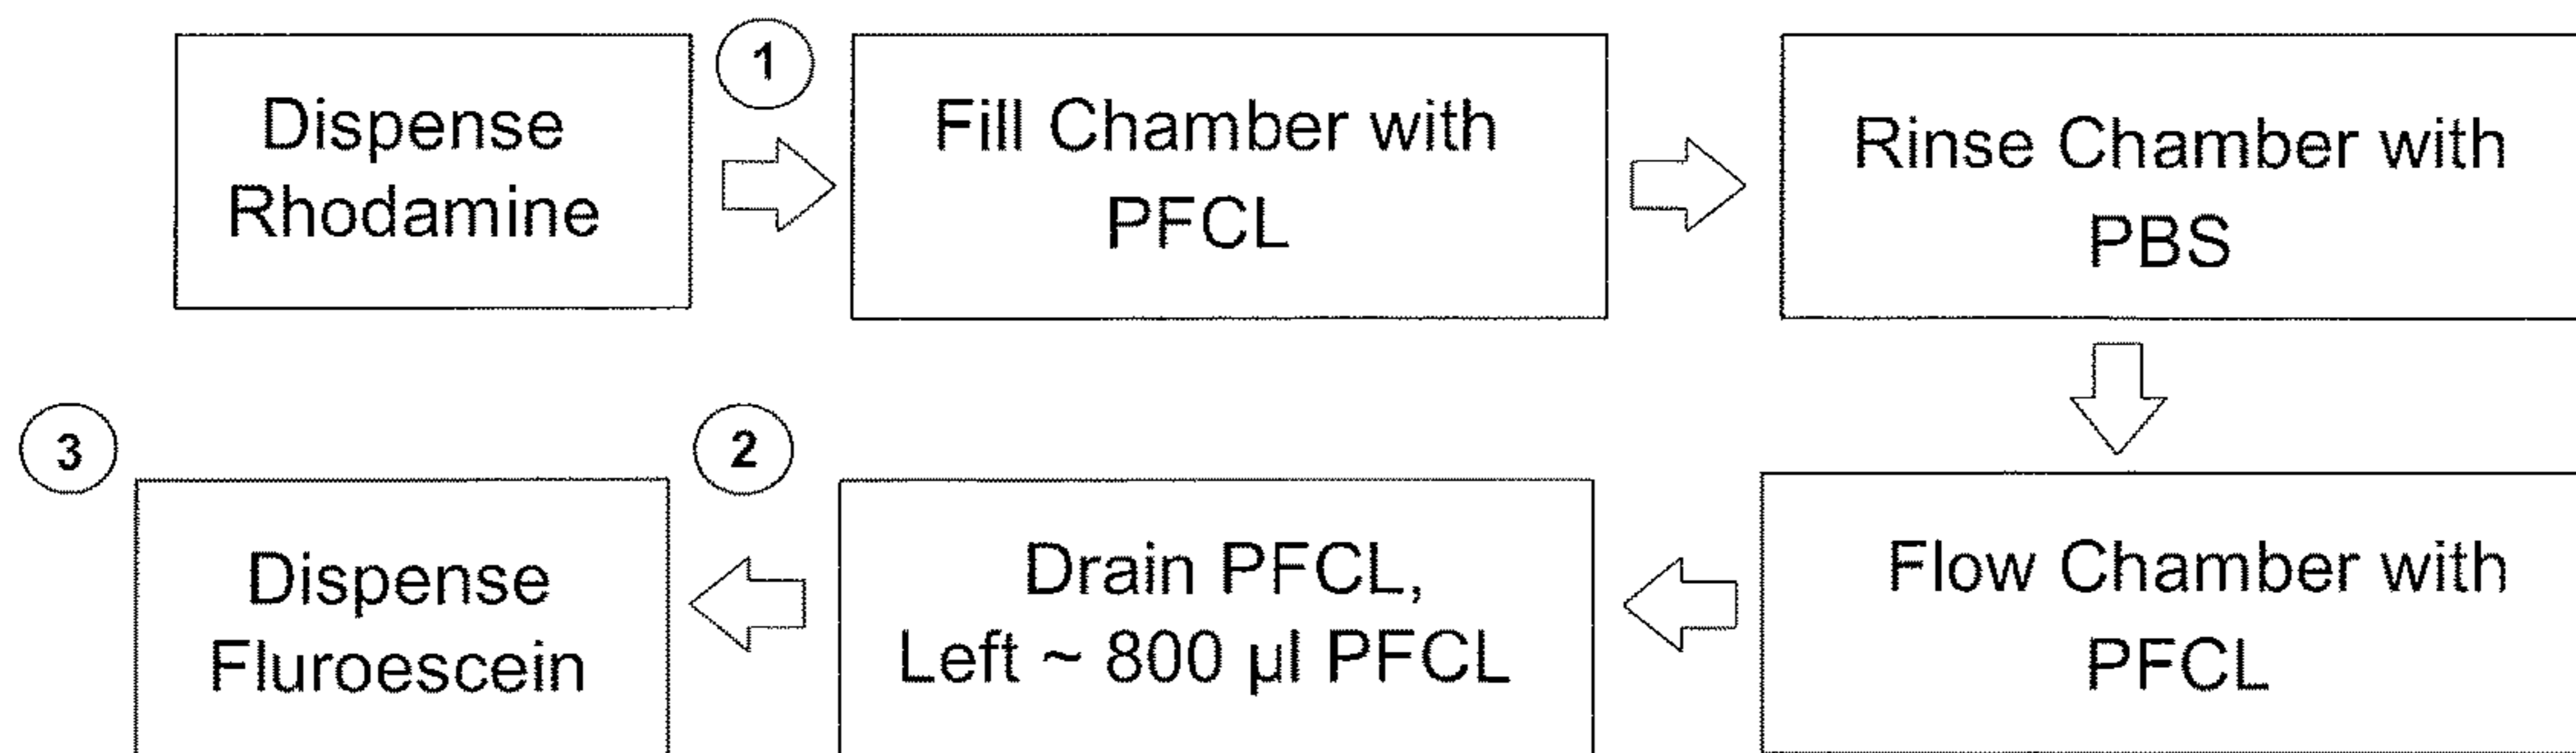 Dispense
Rhodamine
1
Fill Chamber with
PFCL
Rinse Chamber with
PBS
Flow Chamber with
PFCL
2
Drain PFCL,
Left ~ 800 µl PFCL
3
Dispense
Fluroescein